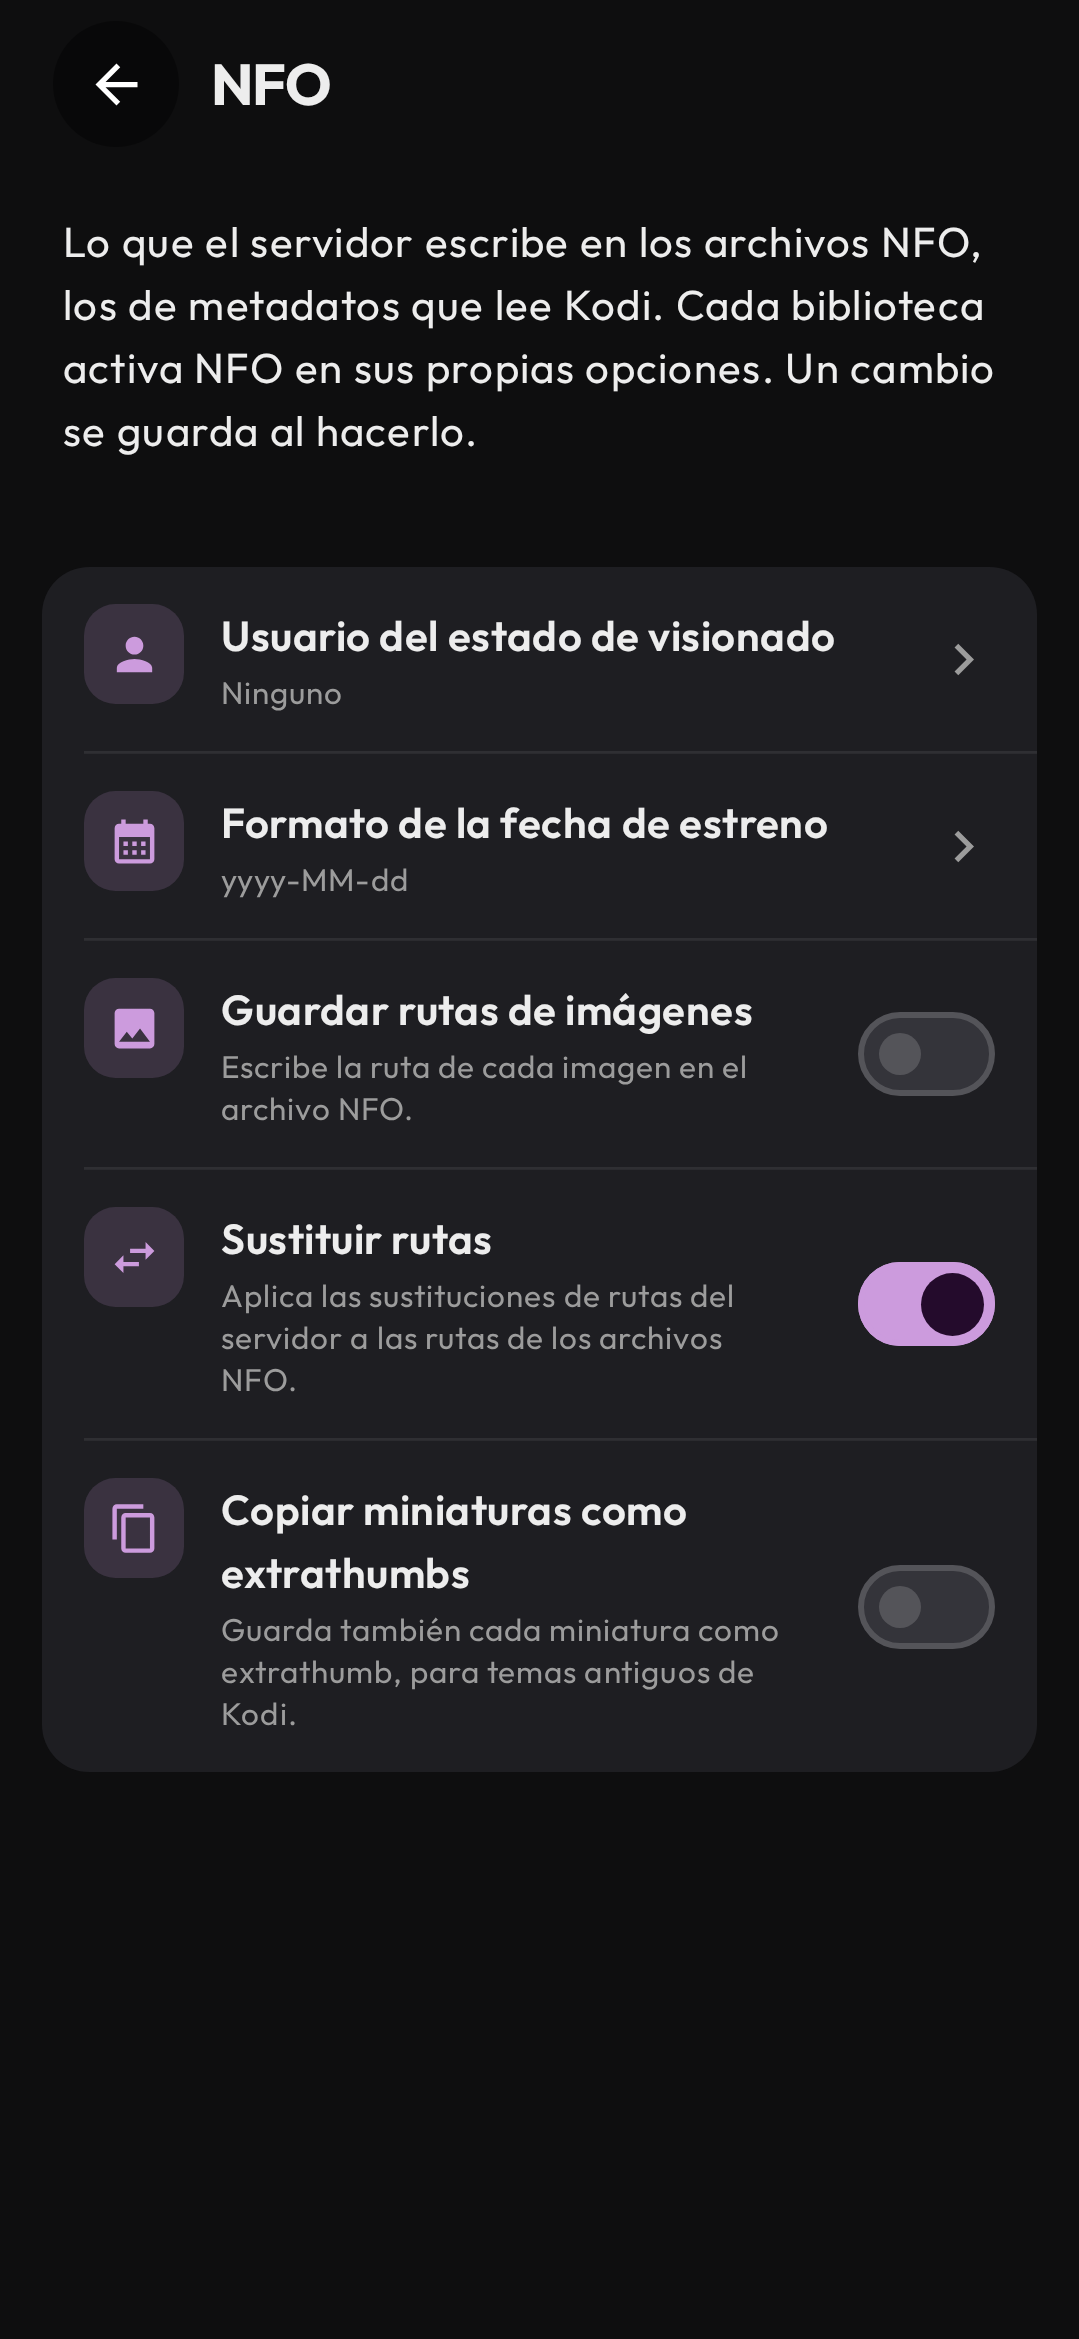 NFO
Lo que el servidor escribe en los archivos NFO,
los de metadatos que lee Kodi. Cada biblioteca
activa NFO en sus propias opciones. Un cambio
se guarda al hacerlo.
Usuario del estado de visionado
Ninguno
Formato de la fecha de estreno
yyyy-MM-dd
Guardar rutas de imágenes
Escribe la ruta de cada imagen en el
archivo NFO.
Sustituir rutas
Aplica las sustituciones de rutas del
servidor a las rutas de los archivos
NFO.
Copiar miniaturas como
extrathumbs
Guarda también cada miniatura como
extrathumb, para temas antiguos de
Kodi.